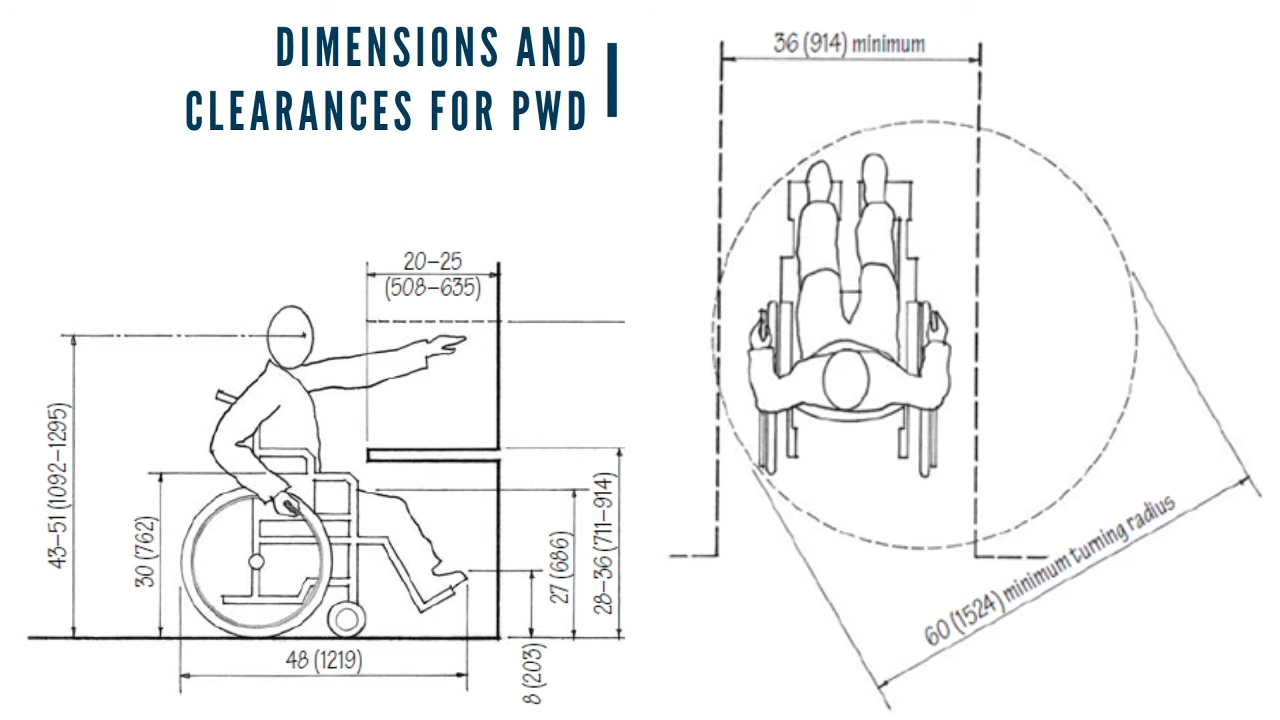 DIMENSIONS AND
CLEARANCES FOR PWD
36 (914) minimum
20–25
(508–635)
43–51 (1092–1295)
30 (762)
27 (686)
28–36 (711–914)
8 (203)
48 (1219)
60 (1524) minimum turning radius